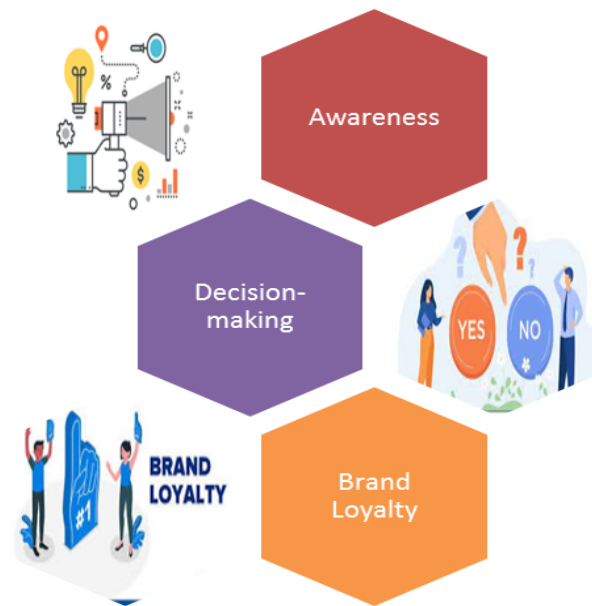 %
$
Awareness
Decision-
making
?
?
?
?
YES
NO
#1
BRAND
LOYALTY
Brand
Loyalty